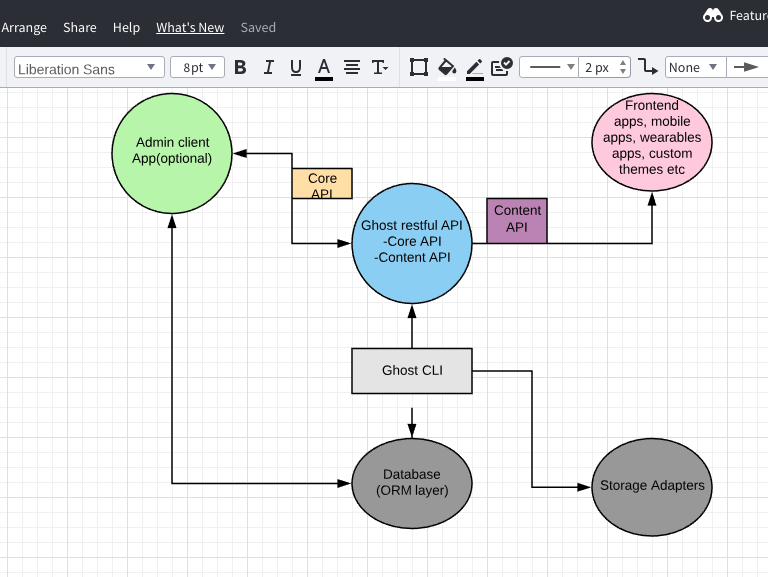 Arrange Share Help What's New Saved
Featur
Liberation Sans 8pt B I U A T 2 px None
Admin client
App(optional)
Core
API
Ghost restful API
-Core API
-Content API
Content
API
Frontend
apps, mobile
apps, wearables
apps, custom
themes etc
Ghost CLI
Database
(ORM layer)
Storage Adapters